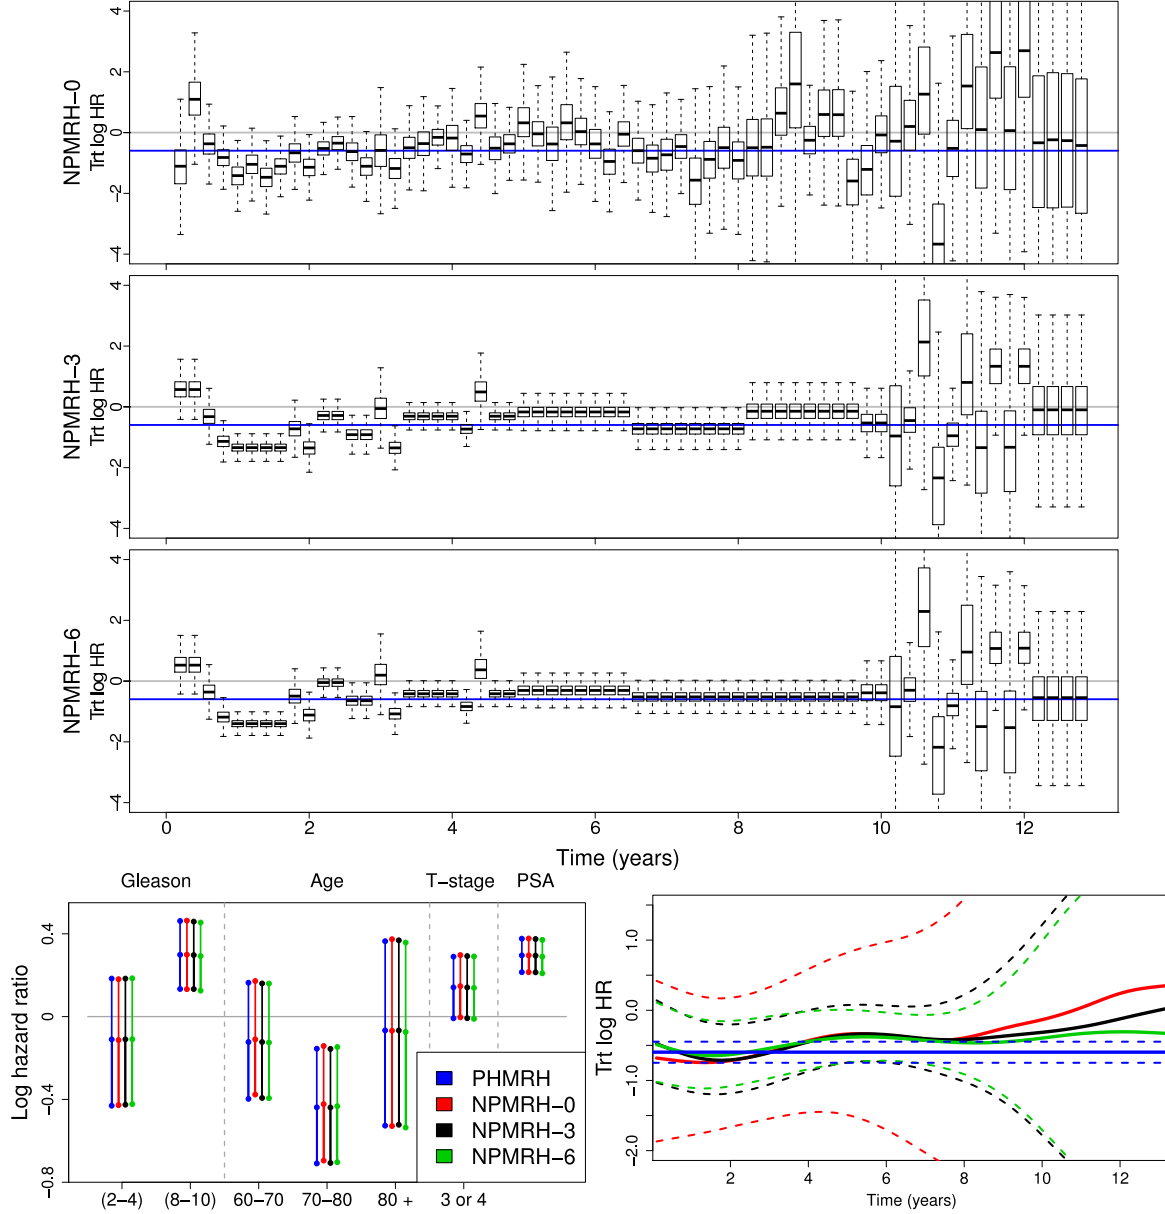 NPMRH−0
Trt log HR
4
2
0
−2
−4
NPMRH−3
Trt log HR
4
2
0
−2
−4
NPMRH−6
Trt log HR
4
2
0
−2
−4
0 2 4 6 8 10 12
Time (years)
Gleason Age T−stage PSA
Log hazard ratio
0.4
0
−0.4
−0.8
PHMRH
NPMRH−0
NPMRH−3
NPMRH−6
(2−4) (8−10) 60−70 70−80 80 + 3 or 4
Trt log HR
1.0
0.0
−1.0
−2.0
2 4 6 8 10 12
Time (years)